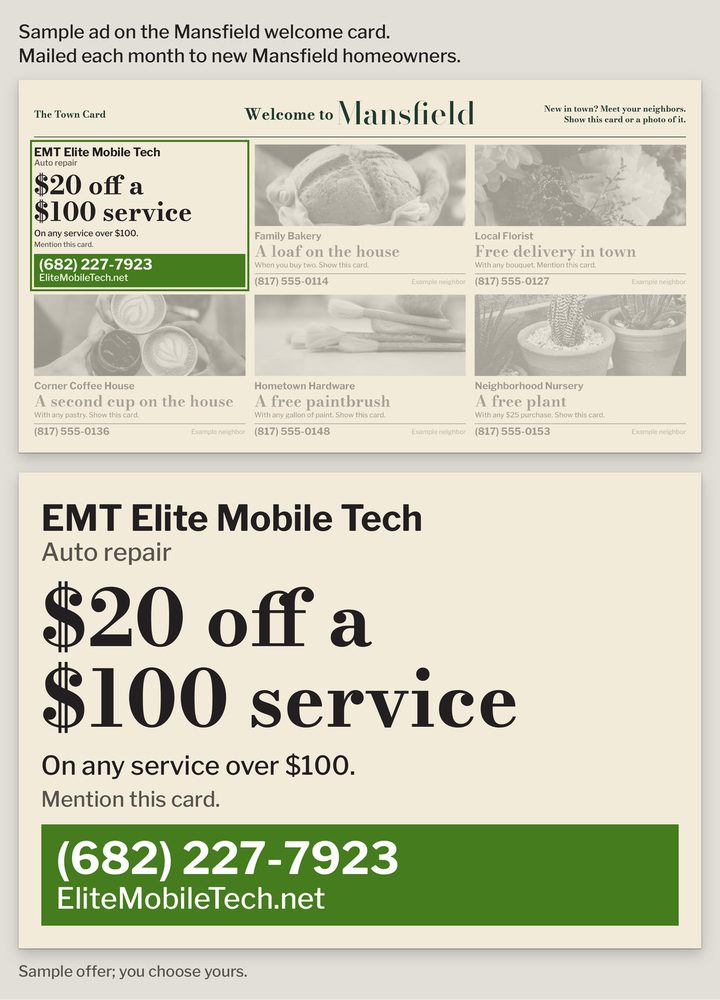 Sample ad on the Mansfield welcome card.
Mailed each month to new Mansfield homeowners.
The Town Card
Welcome to Mansfield
New in town? Meet your neighbors.
Show this card or a photo of it.
EMT Elite Mobile Tech
Auto repair
$20 off a
$100 service
On any service over $100.
Mention this card.
(682) 227-7923
EliteMobileTech.net
Family Bakery
A loaf on the house
When you buy two. Show this card.
(817) 555-0114
Example neighbor
Local Florist
Free delivery in town
With any bouquet. Mention this card.
(817) 555-0127
Example neighbor
Corner Coffee House
A second cup on the house
With any pastry. Show this card.
(817) 555-0136
Example neighbor
Hometown Hardware
A free paintbrush
With any gallon of paint. Show this card.
(817) 555-0148
Example neighbor
Neighborhood Nursery
A free plant
With any $25 purchase. Show this card.
(817) 555-0153
Example neighbor
EMT Elite Mobile Tech
Auto repair
$20 off a
$100 service
On any service over $100.
Mention this card.
(682) 227-7923
EliteMobileTech.net
Sample offer; you choose yours.